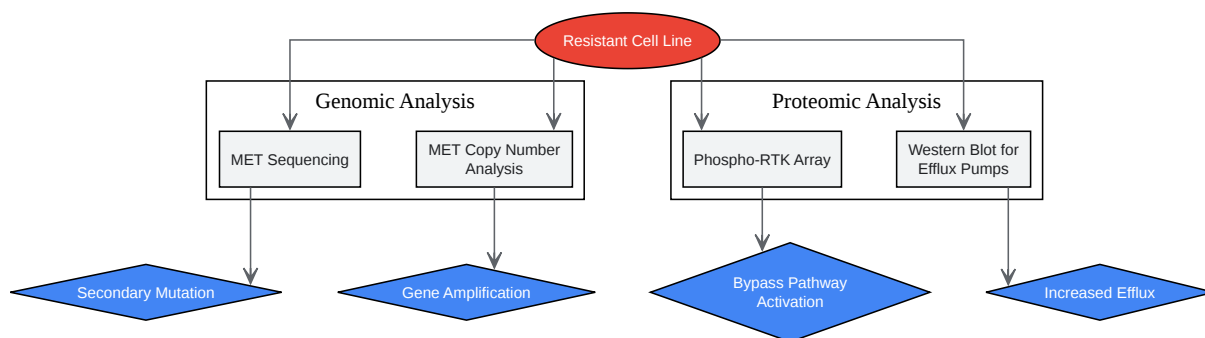 Resistant Cell Line
Genomic Analysis
Proteomic Analysis
MET Sequencing
MET Copy Number
Analysis
Phospho-RTK Array
Western Blot for
Efflux Pumps
Secondary Mutation
Gene Amplification
Bypass Pathway
Activation
Increased Efflux